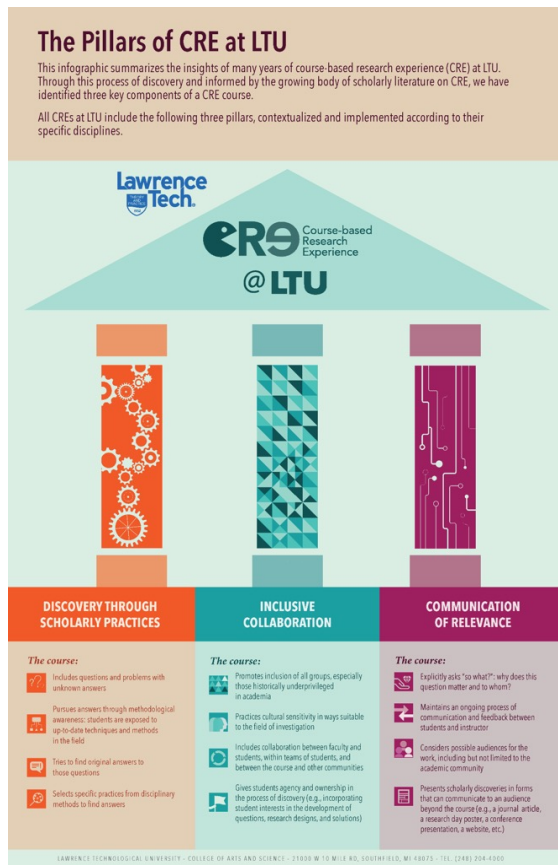 The Pillars of CRE at LTU
This infographic summarizes the insights of many years of course-based research experience (CRE) at LTU.
Through this process of discovery and informed by the growing body of scholarly literature on CRE, we have
identified three key components of a CRE course.
All CREs at LTU include the following three pillars, contextualized and implemented according to their
specific disciplines.
Lawrence
Tech
CRe Course-based
Research
Experience
@ LTU
DISCOVERY THROUGH
SCHOLARLY PRACTICES
The course:
Includes questions and problems with
unknown answers
Pursues answers through methodological
awareness: students are exposed to
up-to-date techniques and methods
in the field
Tries to find original answers to
those questions
Selects specific practices from disciplinary
methods to find answers
INCLUSIVE
COLLABORATION
The course:
Promotes inclusion of all groups, especially
those historically underprivileged
in academia
Practices cultural sensitivity in ways suitable
to the field of investigation
Includes collaboration between faculty and
students, within teams of students, and
between the course and other communities
Gives students agency and ownership in
the process of discovery (e.g., incorporating
student interests in the development of
questions, research designs, and solutions)
COMMUNICATION
OF RELEVANCE
The course:
Explicitly asks "so what?": why does this
question matter and to whom?
Maintains an ongoing process of
communication and feedback between
students and instructor
Considers possible audiences for the
work, including but not limited to the
academic community
Presents scholarly discoveries in forms
that can communicate to an audience
beyond the course (e.g., a journal article,
a research day poster, a conference
presentation, a website, etc.)
LAWRENCE TECHNOLOGICAL UNIVERSITY - COLLEGE OF ARTS AND SCIENCE - 21000 W 10 MILE RD, SOUTHFIELD, MI 48075 - TEL. (248) 204-4000